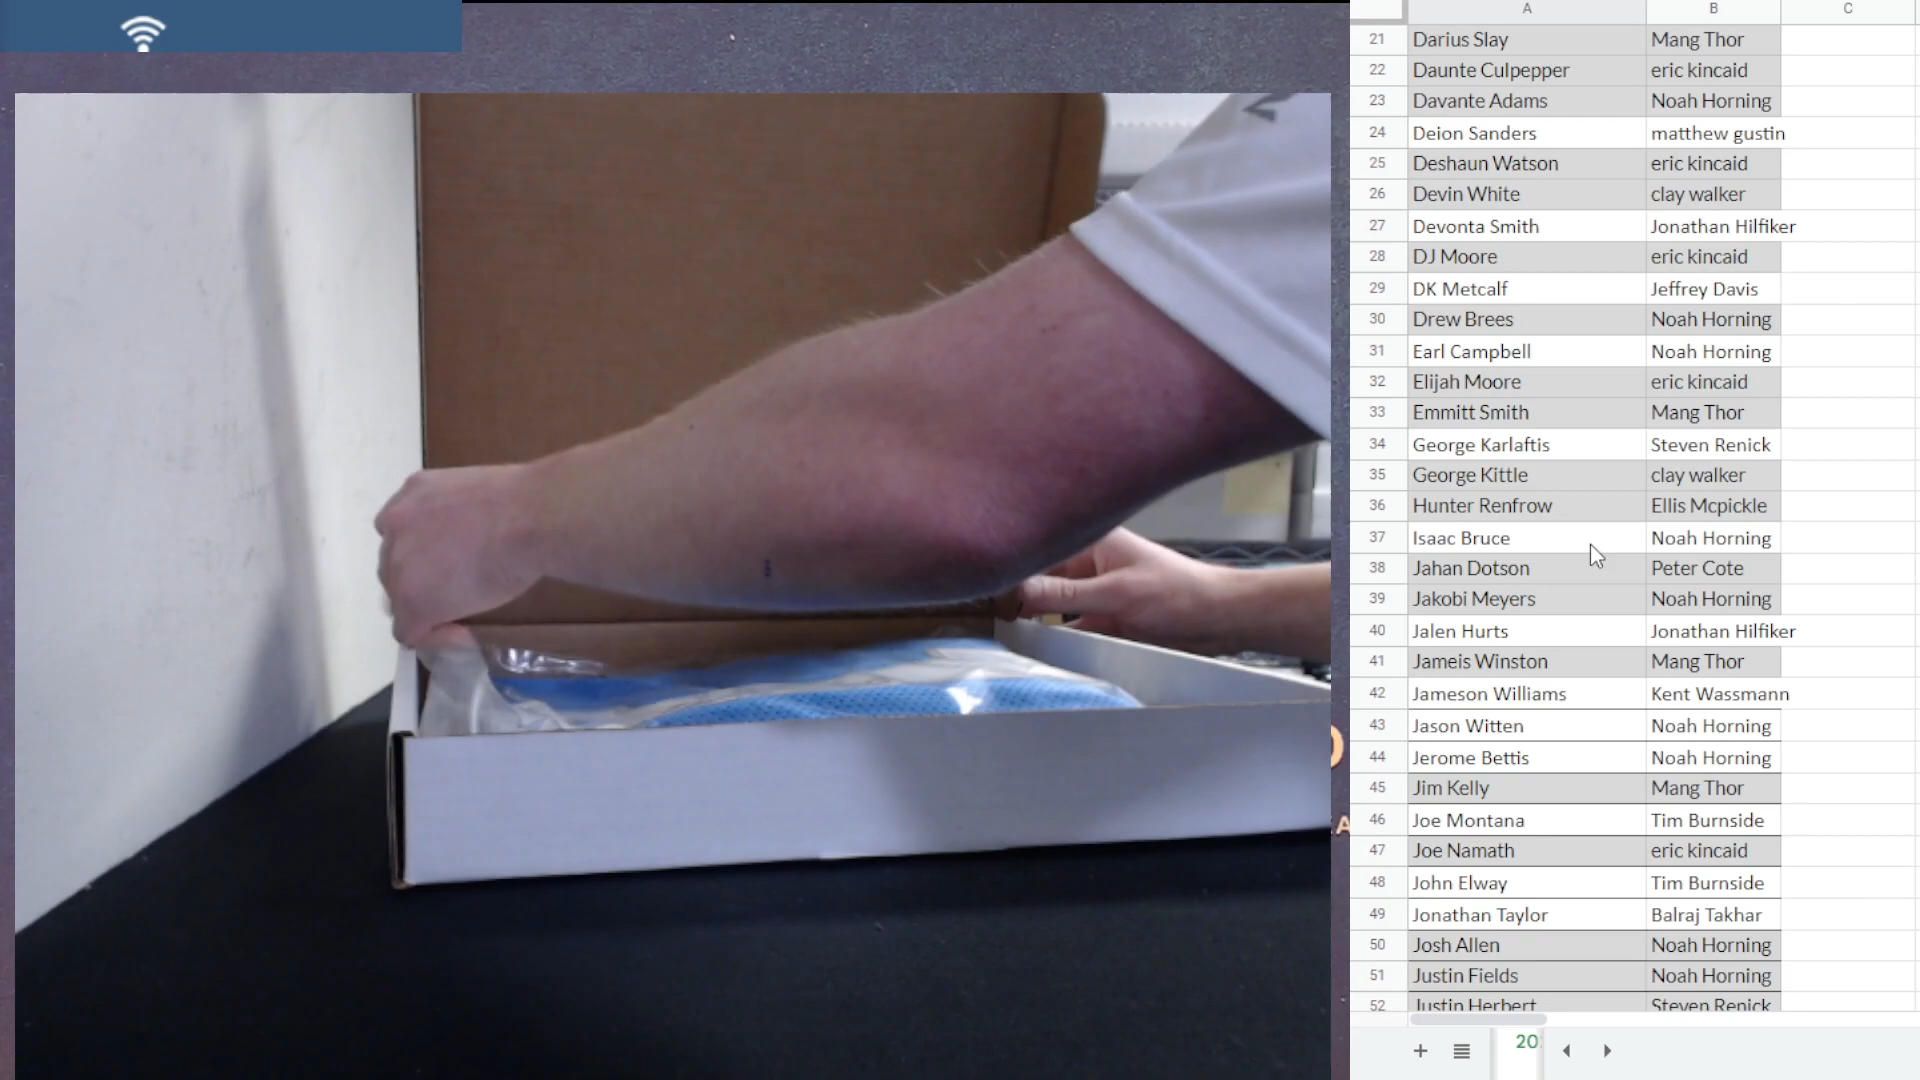 A B C
21 Darius Slay Mang Thor
22 Daunte Culpepper eric kincaid
23 Davante Adams Noah Horning
24 Deion Sanders matthew gustin
25 Deshaun Watson eric kincaid
26 Devin White clay walker
27 Devonta Smith Jonathan Hilfiker
28 DJ Moore eric kincaid
29 DK Metcalf Jeffrey Davis
30 Drew Brees Noah Horning
31 Earl Campbell Noah Horning
32 Elijah Moore eric kincaid
33 Emmitt Smith Mang Thor
34 George Karlaftis Steven Renick
35 George Kittle clay walker
36 Hunter Renfrow Ellis Mcpickle
37 Isaac Bruce Noah Horning
38 Jahan Dotson Peter Cote
39 Jakobi Meyers Noah Horning
40 Jalen Hurts Jonathan Hilfiker
41 Jameis Winston Mang Thor
42 Jameson Williams Kent Wassmann
43 Jason Witten Noah Horning
44 Jerome Bettis Noah Horning
45 Jim Kelly Mang Thor
46 Joe Montana Tim Burnside
47 Joe Namath eric kincaid
48 John Elway Tim Burnside
49 Jonathan Taylor Balraj Takhar
50 Josh Allen Noah Horning
51 Justin Fields Noah Horning
52 Justin Herbert Steven Renick
20